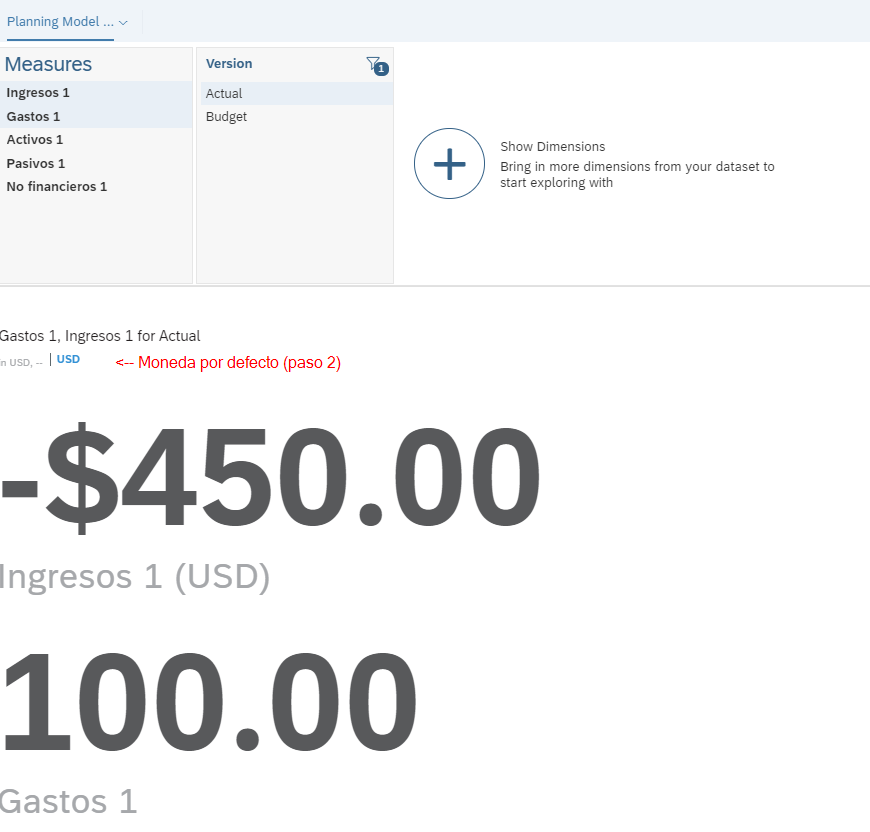 Planning Model ...
Measures
Ingresos 1
Gastos 1
Activos 1
Pasivos 1
No financieros 1
Version
1
Actual
Budget
Show Dimensions
Bring in more dimensions from your dataset to
start exploring with
Gastos 1, Ingresos 1 for Actual
in USD, -- | USD
<-- Moneda por defecto (paso 2)
-$450.00
Ingresos 1 (USD)
100.00
Gastos 1